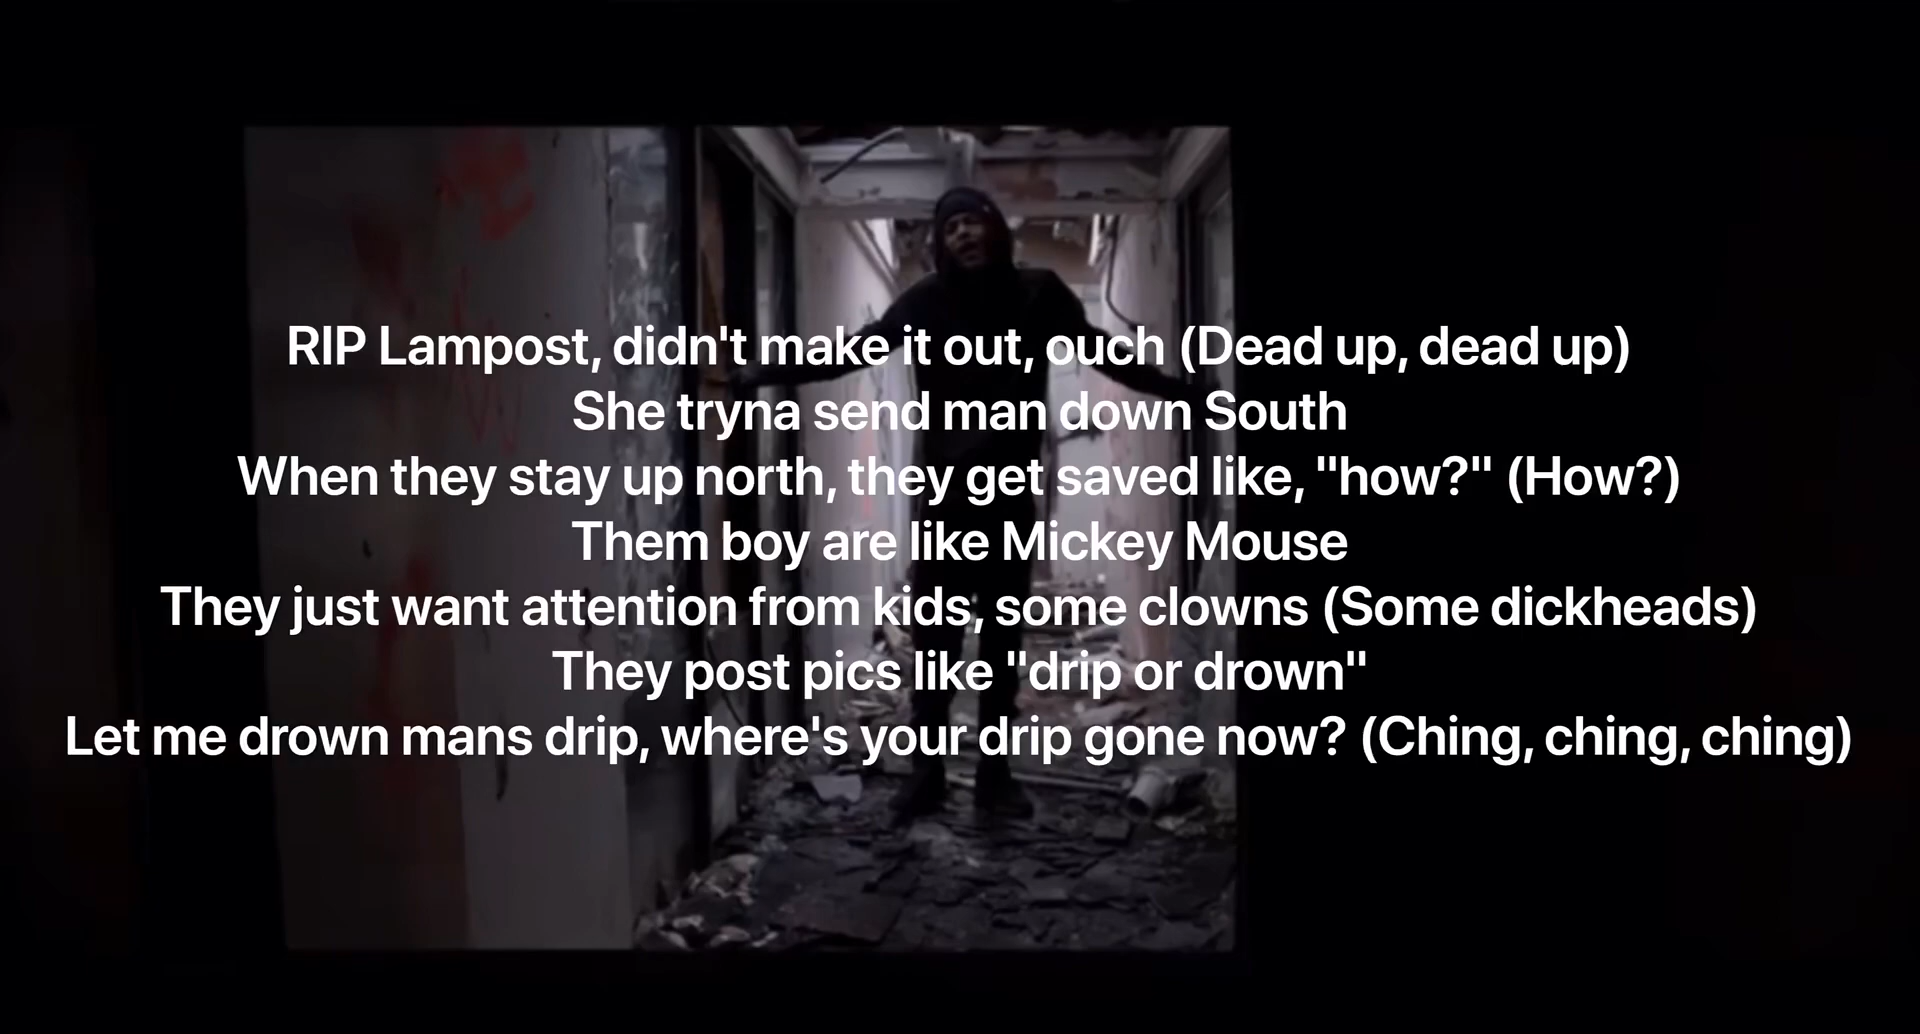 RIP Lampost, didn't make it out, ouch (Dead up, dead up)
She tryna send man down South
When they stay up north, they get saved like, "how?" (How?)
Them boy are like Mickey Mouse
They just want attention from kids, some clowns (Some dickheads)
They post pics like "drip or drown"
Let me drown mans drip, where's your drip gone now? (Ching, ching, ching)